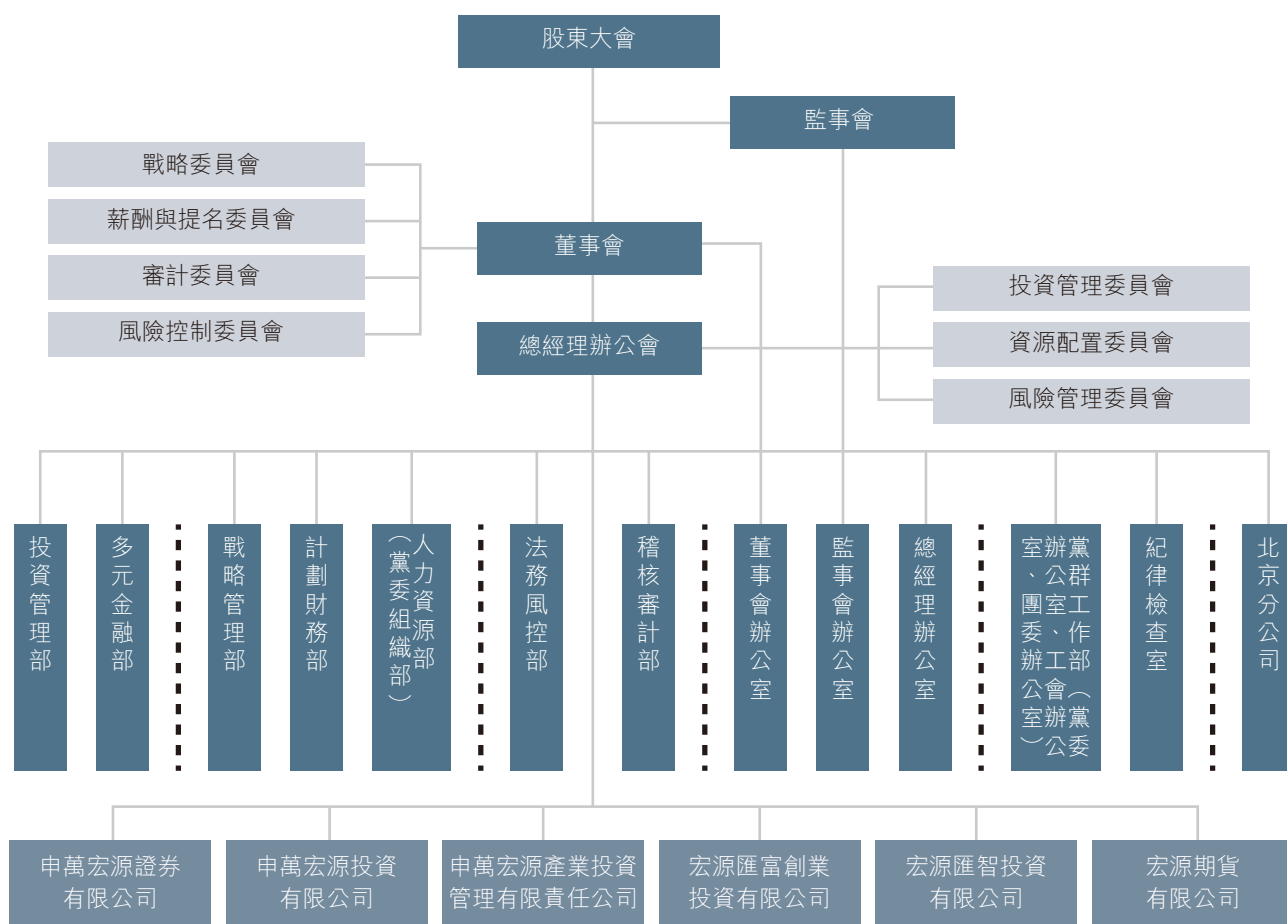 股東大會
監事會
戰略委員會
薪酬與提名委員會
審計委員會
風險控制委員會
董事會
總經理辦公會
投資管理委員會
資源配置委員會
風險管理委員會
投資管理部
多元金融部
戰略管理部
計劃財務部
人力資源部
（黨委組織部）
法務風控部
稽核審計部
董事會辦公室
監事會辦公室
總經理辦公室
黨群工作部（黨委
辦公室、工會辦公
室、團委辦公室）
紀律檢查室
北京分公司
申萬宏源證券
有限公司
申萬宏源投資
有限公司
申萬宏源產業投資
管理有限責任公司
宏源匯富創業
投資有限公司
宏源匯智投資
有限公司
宏源期貨
有限公司